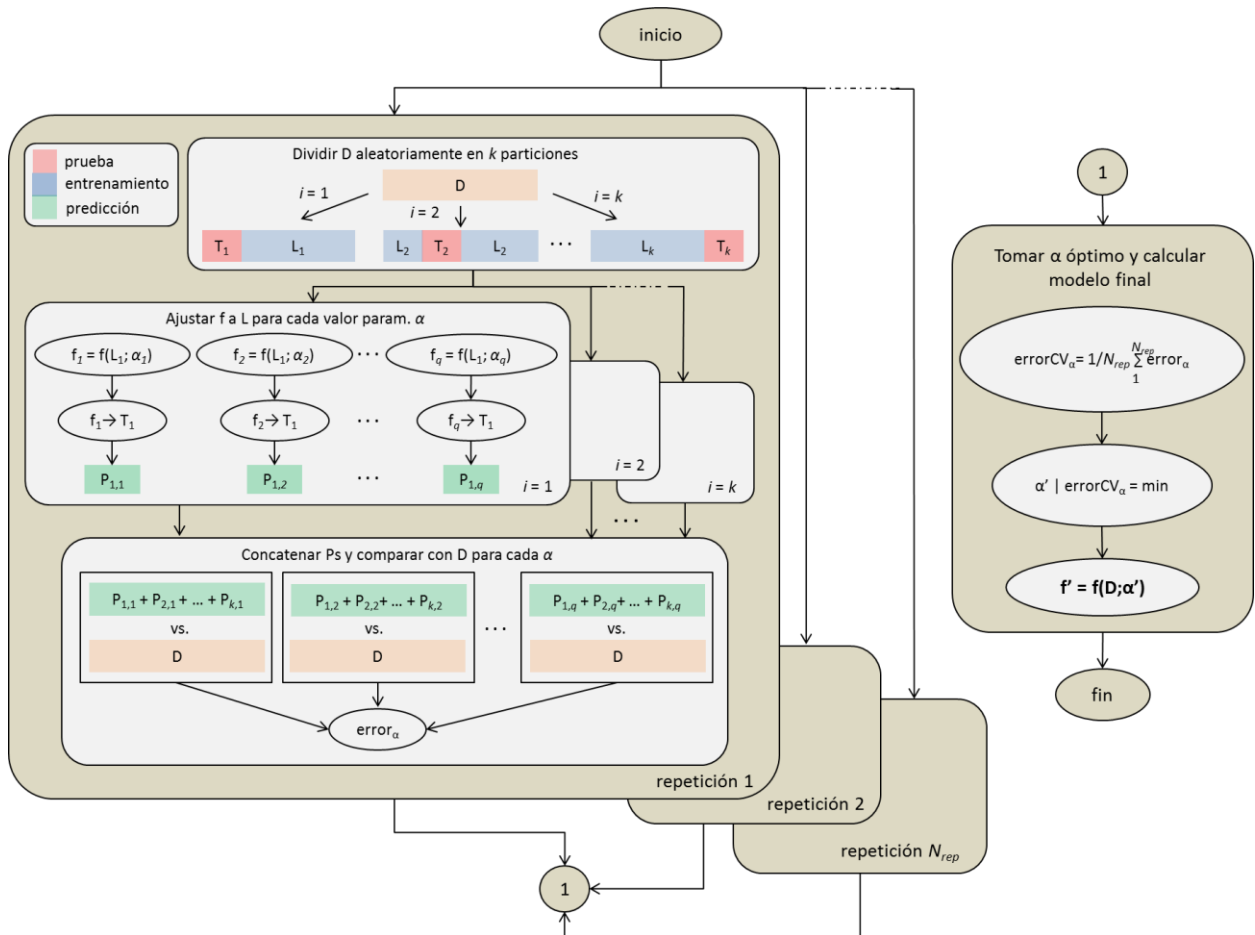 inicio
prueba
entrenamiento
predicción
Dividir D aleatoriamente en k particiones
D
i = 1
i = 2
i = k
T1 L1 L2 T2 L2 ... Lk Tk
Ajustar f a L para cada valor param. α
f1 = f(L1; α1) f2 = f(L1; α2) ... fq = f(L1; αq)
f1 → T1 f2 → T1 ... fq → T1
P1,1 P1,2 ... P1,q
i = 1
i = 2
i = k
...
Concatenar Ps y comparar con D para cada α
P1,1 + P2,1 + ... + Pk,1 P1,2 + P2,2 + ... + Pk,2 P1,q + P2,q + ... + Pk,q
vs. vs. ... vs.
D D D
errorα
repetición 1
repetición 2
repetición Nrep
1
1
Tomar α óptimo y calcular
modelo final
errorCVα = 1/Nrep Nrep Σ 1 errorα
α' | errorCVα = min
f' = f(D;α')
fin